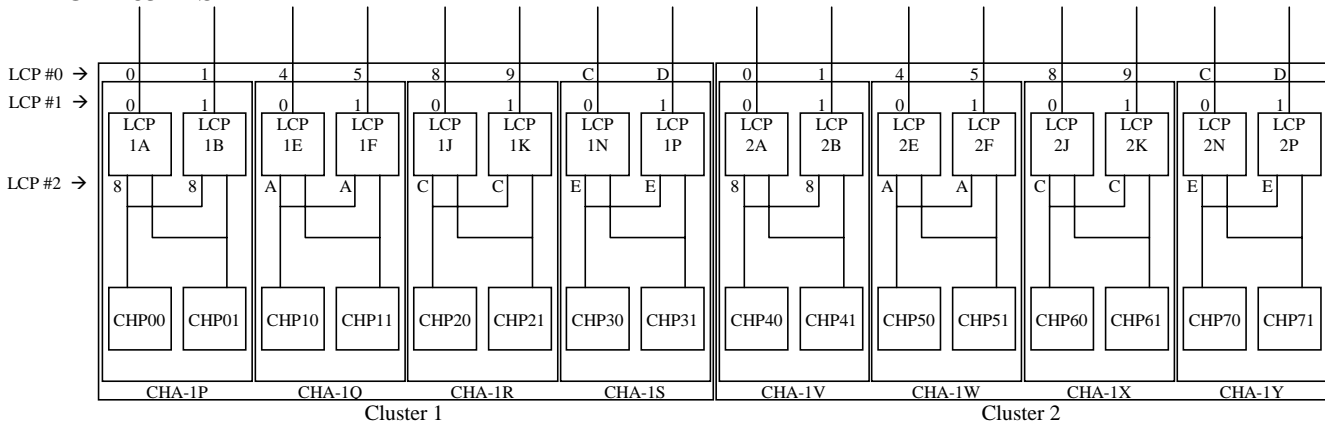 LCP #0 → 0 1 4 5 8 9 C D 0 1 4 5 8 9 C D
LCP #1 → 0 1 0 1 0 1 0 1 0 1 0 1 0 1 0 1
LCP LCP LCP LCP LCP LCP LCP LCP LCP LCP LCP LCP LCP LCP LCP LCP
1A 1B 1E 1F 1J 1K 1N 1P 2A 2B 2E 2F 2J 2K 2N 2P
LCP #2 → 8 8 A A C C E E 8 8 A A C C E E
CHP00 CHP01 CHP10 CHP11 CHP20 CHP21 CHP30 CHP31 CHP40 CHP41 CHP50 CHP51 CHP60 CHP61 CHP70 CHP71
CHA-1P CHA-1Q CHA-1R CHA-1S CHA-1V CHA-1W CHA-1X CHA-1Y
Cluster 1 Cluster 2